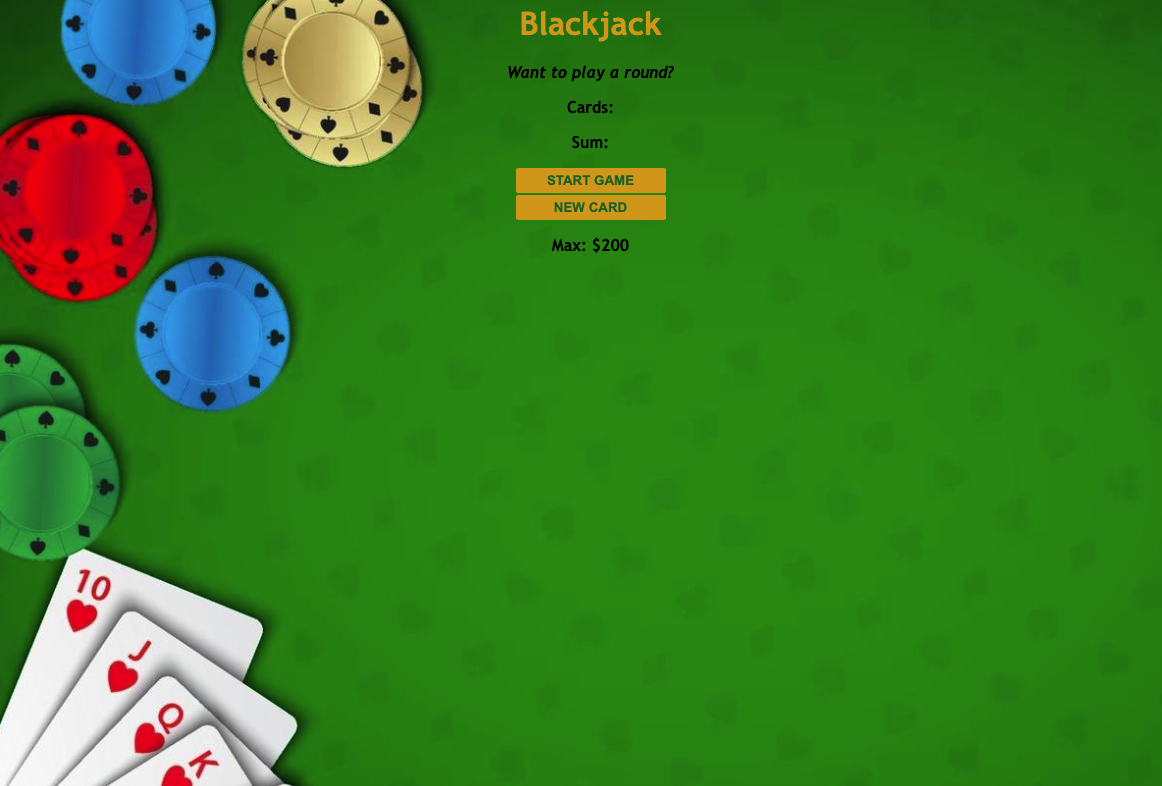 Blackjack
Want to play a round?
Cards:
Sum:
START GAME
NEW CARD
Max: $200
10
J
Q
K